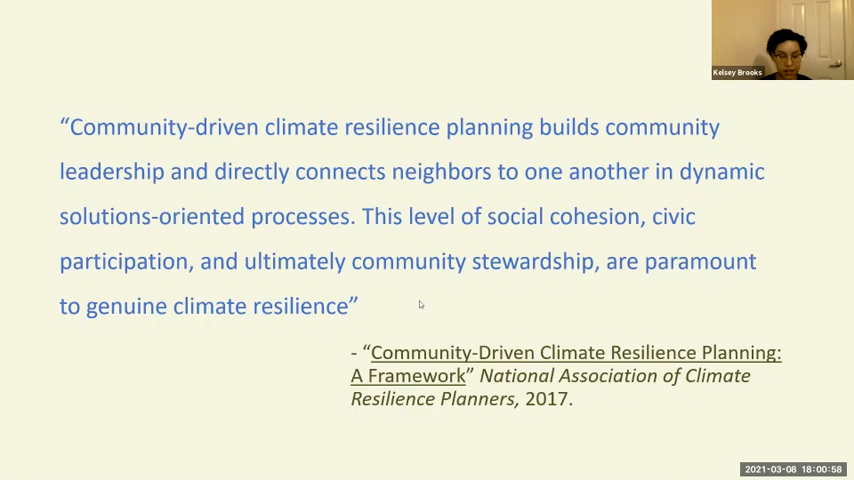 Kelsey Brooks
“Community-driven climate resilience planning builds community
leadership and directly connects neighbors to one another in dynamic
solutions-oriented processes. This level of social cohesion, civic
participation, and ultimately community stewardship, are paramount
to genuine climate resilience”
- “Community-Driven Climate Resilience Planning:
A Framework” National Association of Climate
Resilience Planners, 2017.
2021-03-08 18:00:58